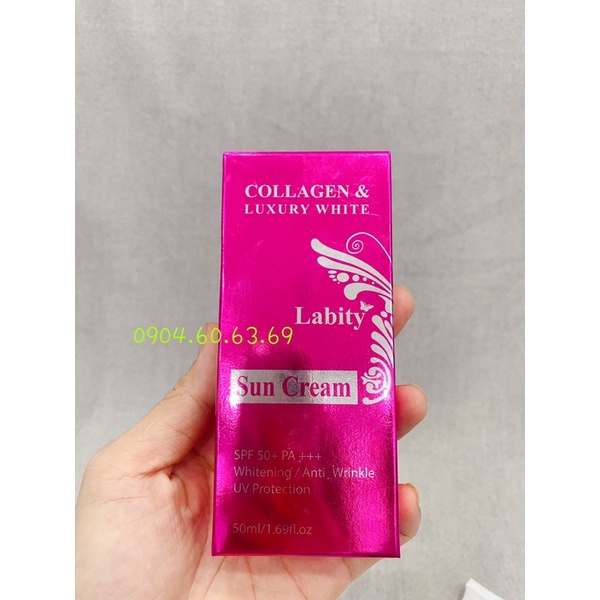 COLLAGEN &
LUXURY WHITE
Labity
0904.60.63.69
Sun Cream
SPF 50+ PA +++
Whitening / Anti_Wrinkle
UV Protection
50ml/1.69fl.oz